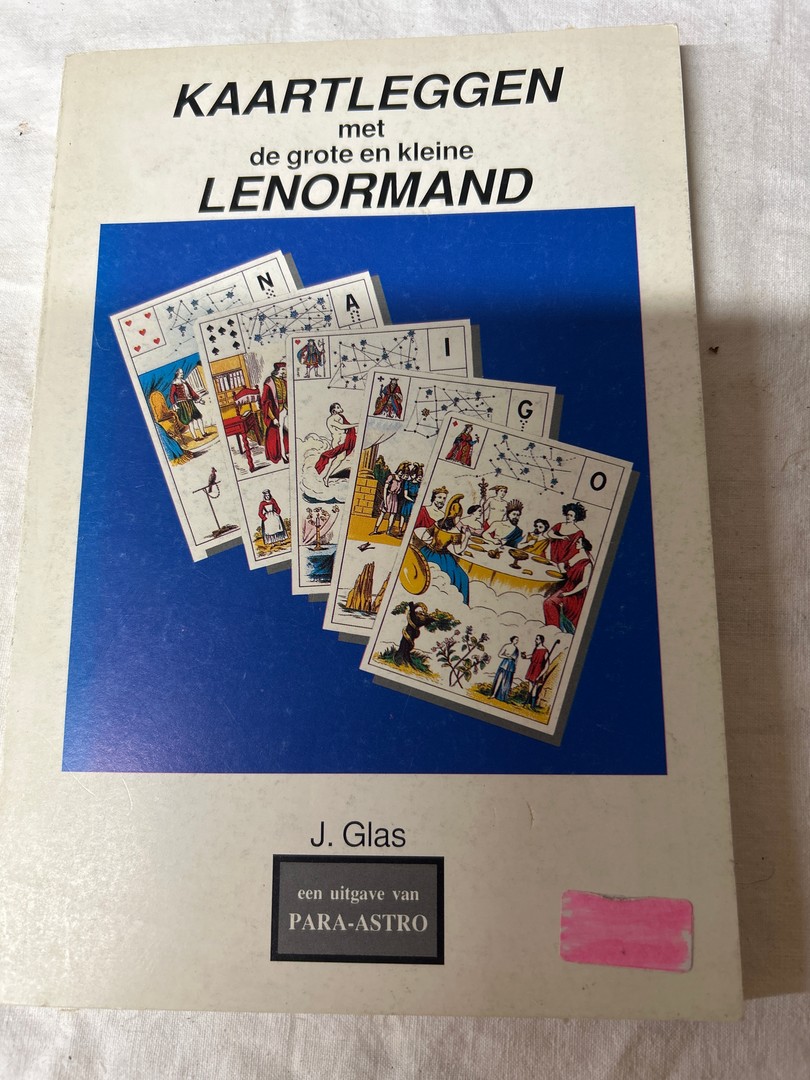 KAARTLEGGEN
met
de grote en kleine
LENORMAND
N
A
I
G
O
J. Glas
een uitgave van
PARA-ASTRO